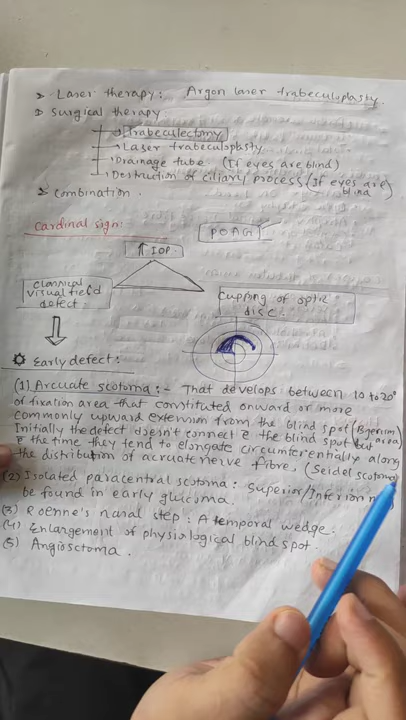 > Laser therapy: Argon laser trabeculoplasty.
> Surgical therapy:
→ Trabeculectomy
→ Laser trabeculoplasty
→ Drainage tube (If eyes are blind)
→ Destruction of ciliary process (If eyes are blind)
> Combination.
Cardinal sign:
POAG
↑ IOP.
Classical visual field defect.
Cupping of optic disc.
Early defect:
(1) Arcuate scotoma :- That develops between 10 to 20°
of fixation area that constituted onward or more
commonly upward extension from the blind spot (Bjerrum area)
Initially the defect doesn't connect c̄ the blind spot but
c̄ the time they tend to elongate circumferentially along
the distribution of acruate nerve fibre. (Seidel scotoma)
(2) Isolated paracentral scotoma: Superior/Inferior
be found in early glucoma.
(3) Roenne's nasal step: A temporal wedge.
(4) Enlargement of physiological blind spot.
(5) Angiosctoma.